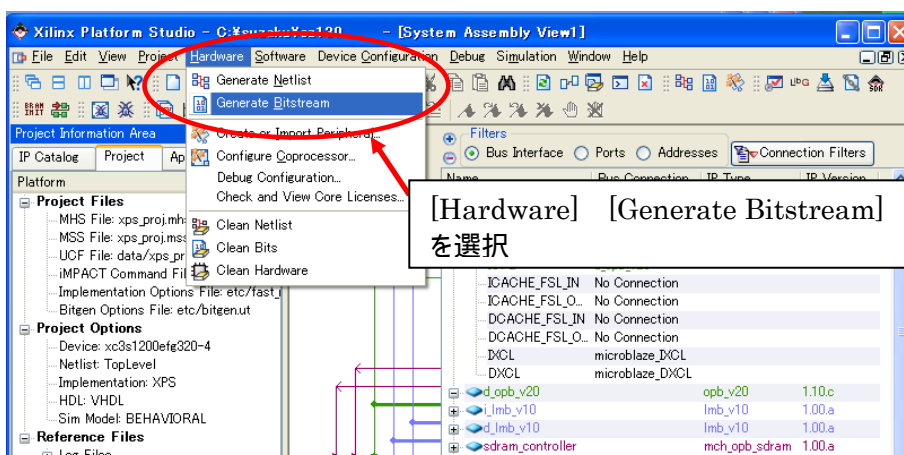 Xilinx Platform Studio - C:¥suzaku¥sz130 - [System Assembly View1]
File Edit View Project Hardware Software Device Configuration Debug Simulation Window Help
Generate Netlist
Generate Bitstream
Create or Import Peripheral...
Configure Coprocessor...
Debug Configuration...
Check and View Core Licenses...
Clean Netlist
Clean Bits
Clean Hardware
Project Information Area
IP Catalog Project Ap
Platform
Project Files
MHS File: xps_proj.mh
MSS File: xps_proj.mss
UCF File: data/xps_pr
iMPACT Command Fil
Implementation Options File: etc/fast_
Bitgen Options File: etc/bitgen.ut
Project Options
Device: xc3s1200efg320-4
Netlist: TopLevel
Implementation: XPS
HDL: VHDL
Sim Model: BEHAVIORAL
Reference Files
Log Files
Filters
Bus Interface Ports Addresses Connection Filters
Name Bus Connection IP Type IP Version
[Hardware] [Generate Bitstream]
を選択
ICACHE_FSL_IN No Connection
ICACHE_FSL_O... No Connection
DCACHE_FSL_IN No Connection
DCACHE_FSL_O... No Connection
IXCL microblaze_IXCL
DXCL microblaze_DXCL
d_opb_v20 opb_v20 1.10.c
i_lmb_v10 lmb_v10 1.00.a
d_lmb_v10 lmb_v10 1.00.a
sdram_controller mch_opb_sdram 1.00.a